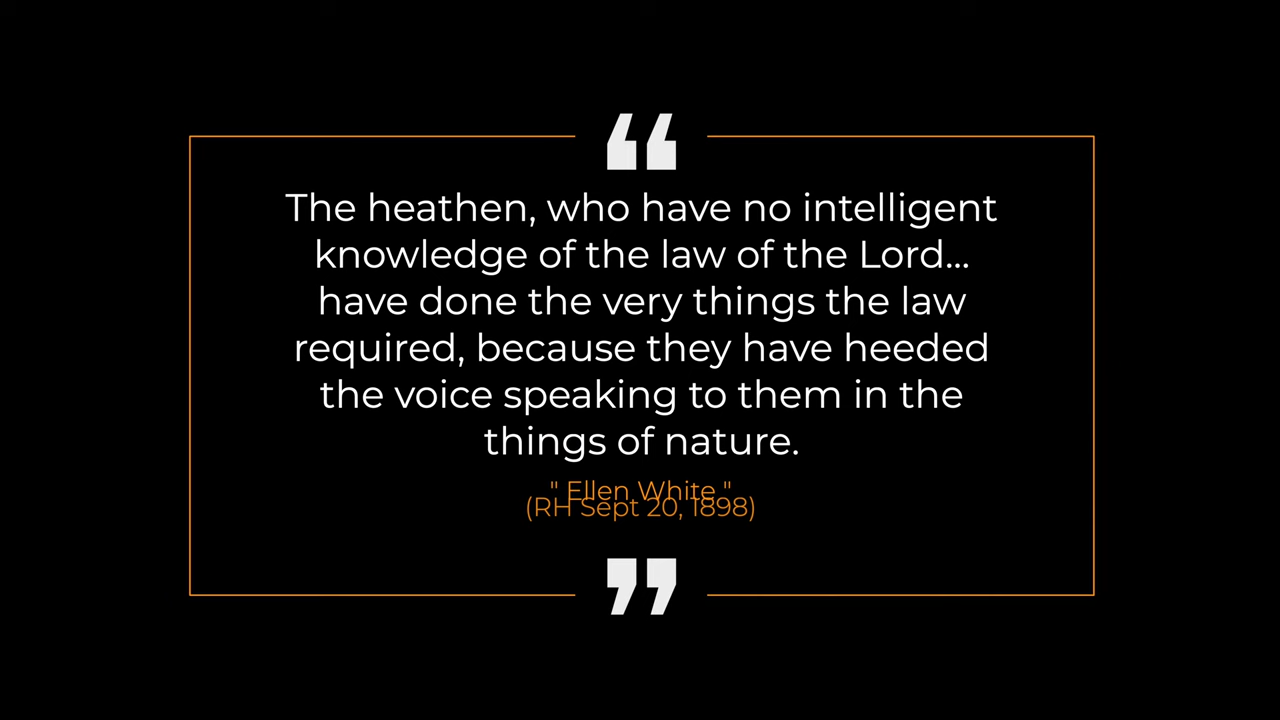 “
The heathen, who have no intelligent
knowledge of the law of the Lord...
have done the very things the law
required, because they have heeded
the voice speaking to them in the
things of nature.
" Ellen White "
(RH Sept 20, 1898)
”